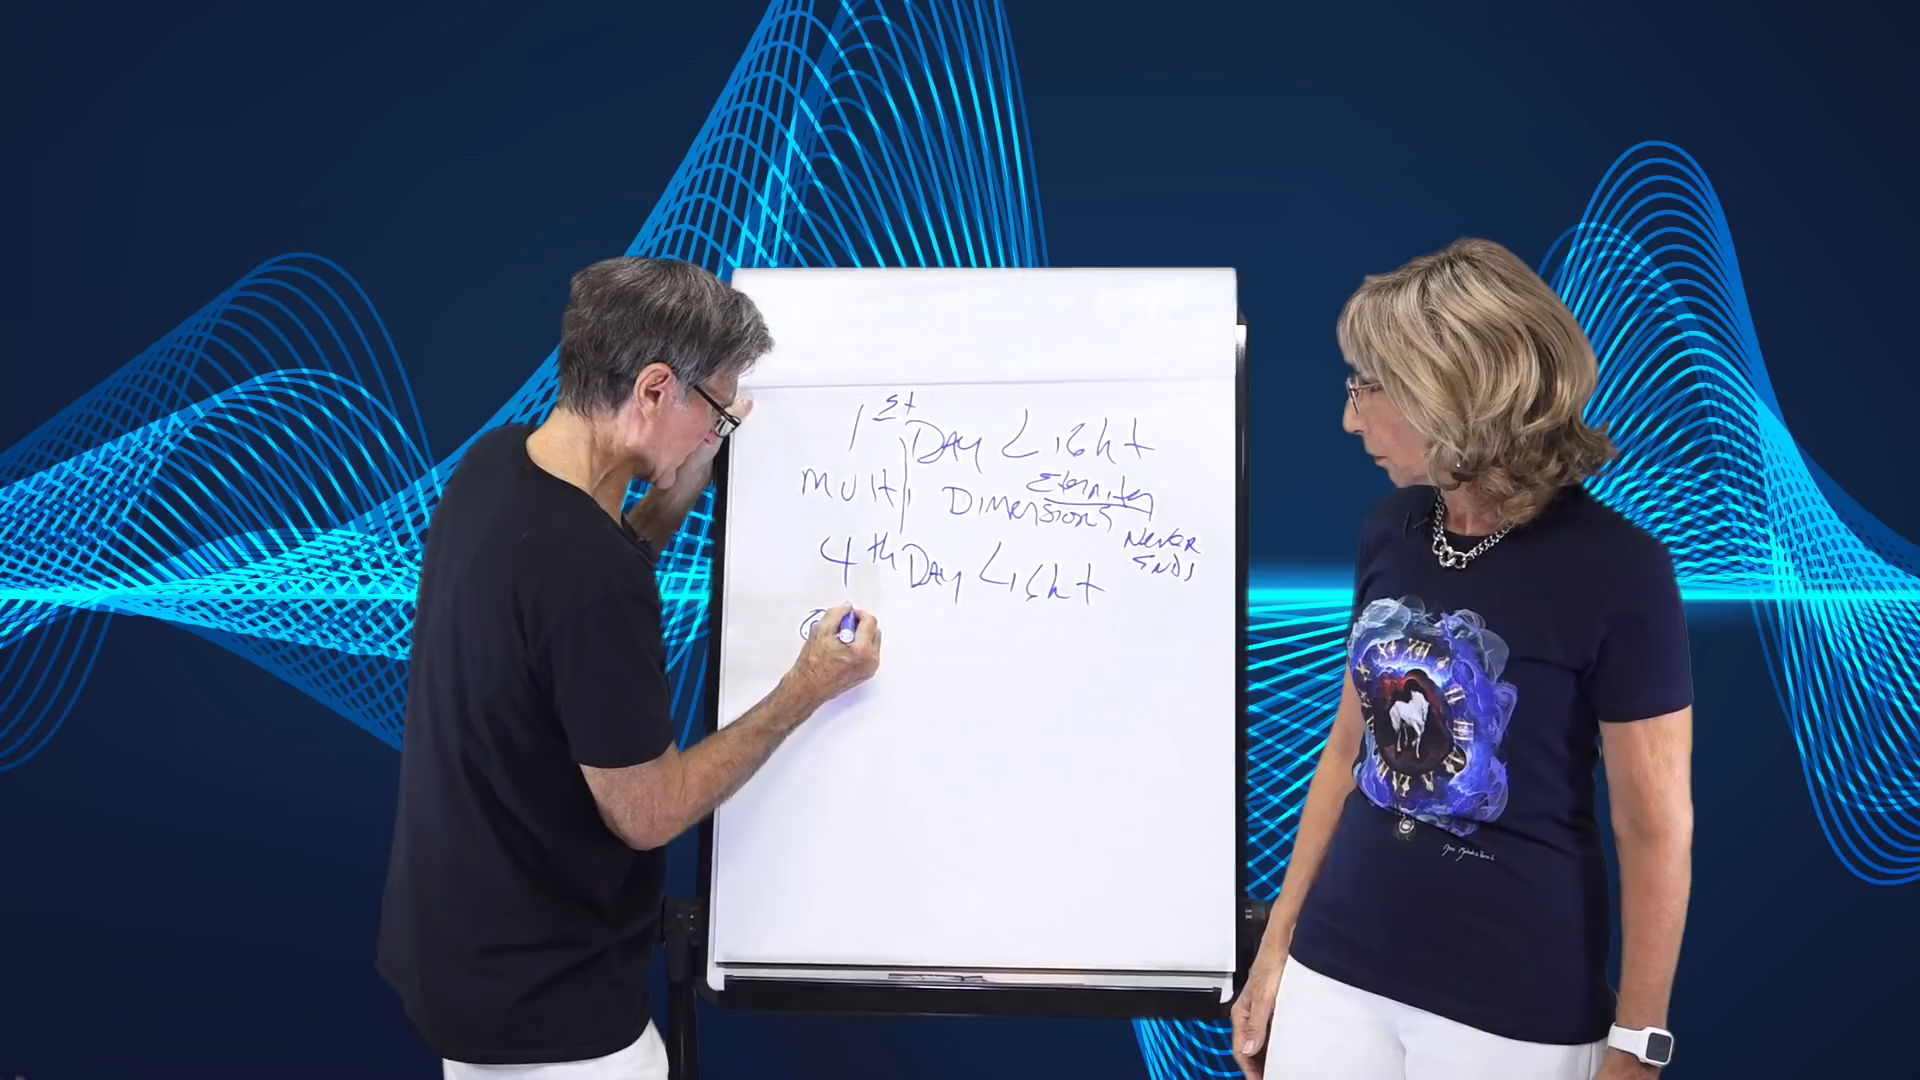 1st Day Light
Multi Dimensions
Eternity
Never
Ends
4th Day Light